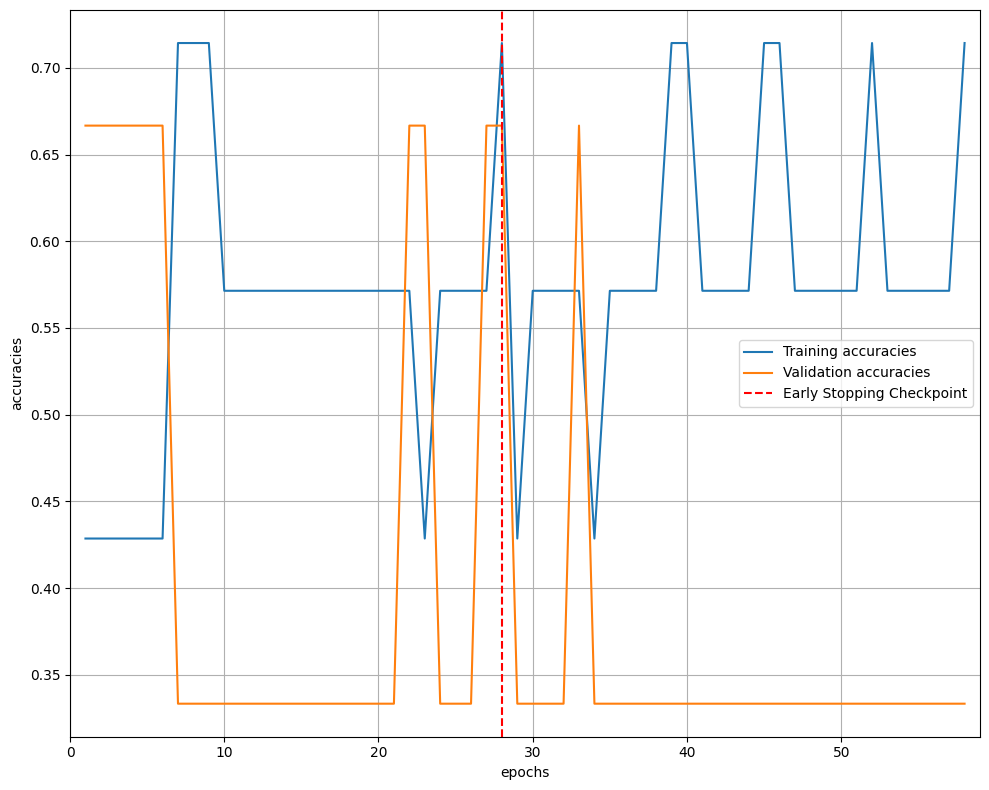 0.70
0.65
0.60
0.55
0.50
0.45
0.40
0.35
accuracies
Training accuracies
Validation accuracies
Early Stopping Checkpoint
0 10 20 30 40 50
epochs